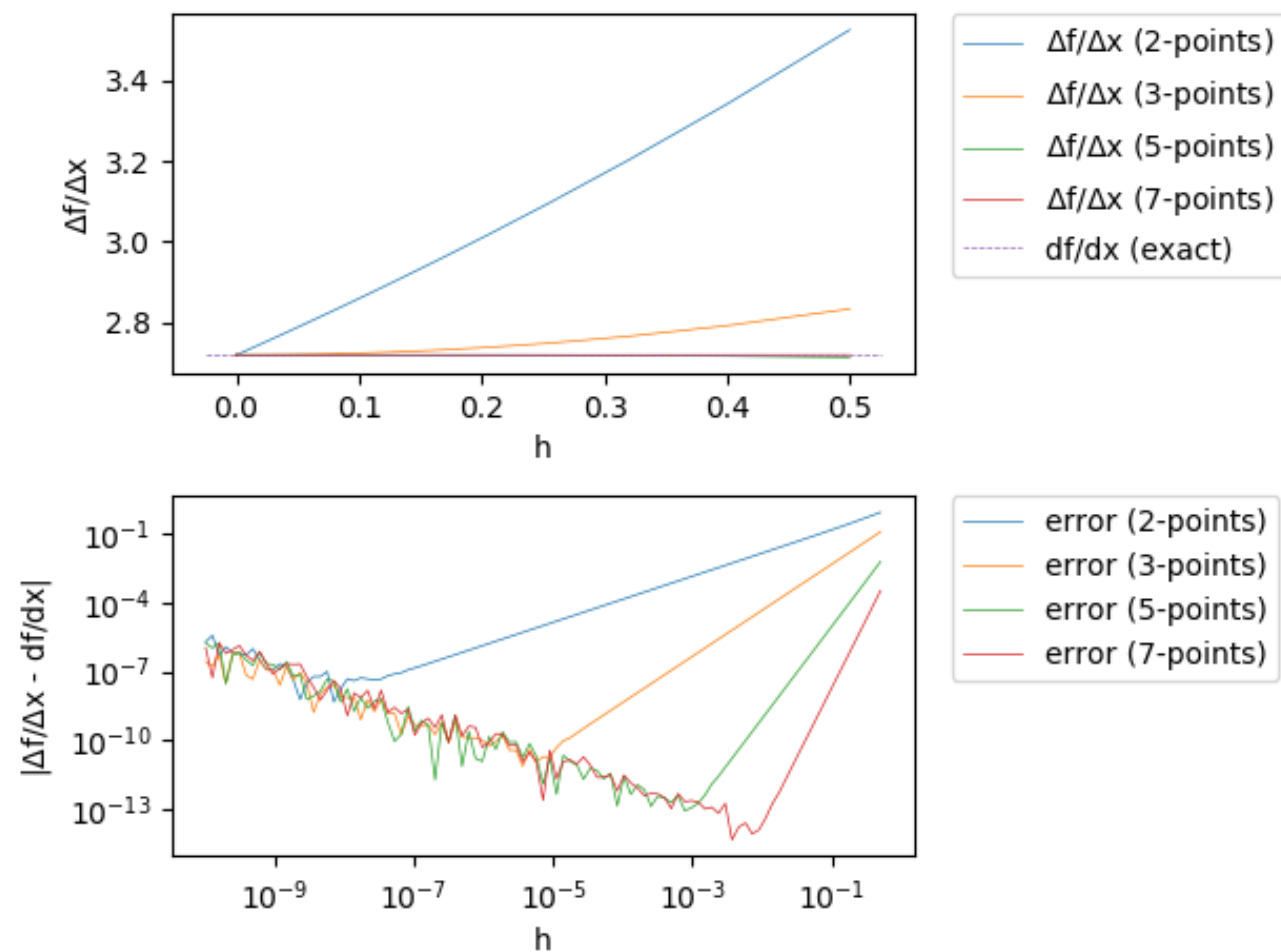 Δf/Δx
3.4
3.2
3.0
2.8
0.0 0.1 0.2 0.3 0.4 0.5
h
Δf/Δx (2-points)
Δf/Δx (3-points)
Δf/Δx (5-points)
Δf/Δx (7-points)
df/dx (exact)
|Δf/Δx - df/dx|
10⁻¹
10⁻⁴
10⁻⁷
10⁻¹⁰
10⁻¹³
10⁻⁹ 10⁻⁷ 10⁻⁵ 10⁻³ 10⁻¹
h
error (2-points)
error (3-points)
error (5-points)
error (7-points)